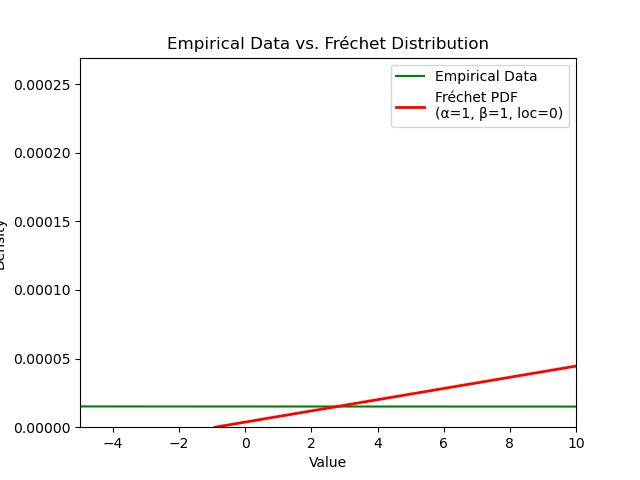 Empirical Data vs. Fréchet Distribution
0.00025
0.00020
0.00015
0.00010
0.00005
0.00000
Density
Empirical Data
Fréchet PDF
(α=1, β=1, loc=0)
−4
−2
0
2
4
6
8
10
Value